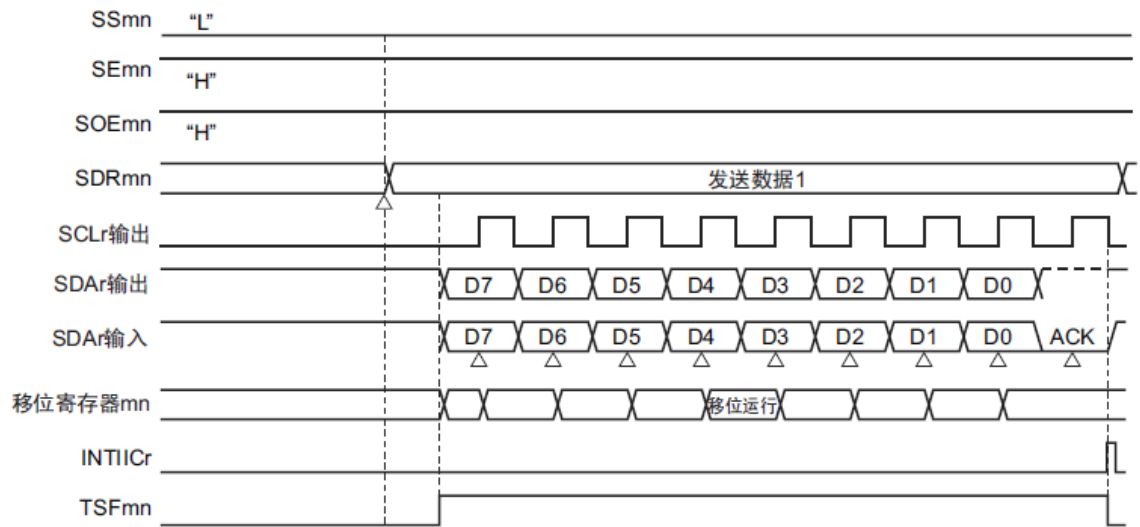 SSmn “L”
SEmn “H”
SOEmn “H”
SDRmn 发送数据1
SCLr输出
SDAr输出 D7 D6 D5 D4 D3 D2 D1 D0
SDAr输入 D7 D6 D5 D4 D3 D2 D1 D0 ACK
移位寄存器mn 移位运行
INTIICr
TSFmn